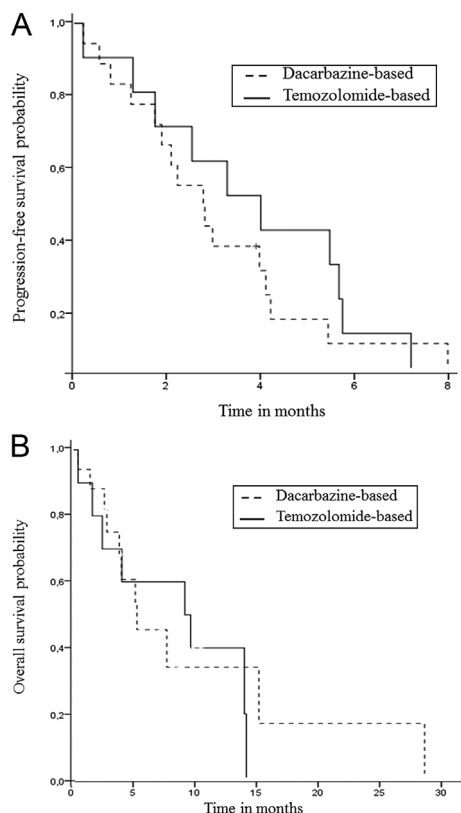 A
Dacarbazine-based
Temozolomide-based
Progression-free survival probability
1,0
0,8
0,6
0,4
0,2
0
2
4
6
8
Time in months
B
Dacarbazine-based
Temozolomide-based
Overall survival probability
1,0
0,8
0,6
0,4
0,2
0,0
0
5
10
15
20
25
30
Time in months